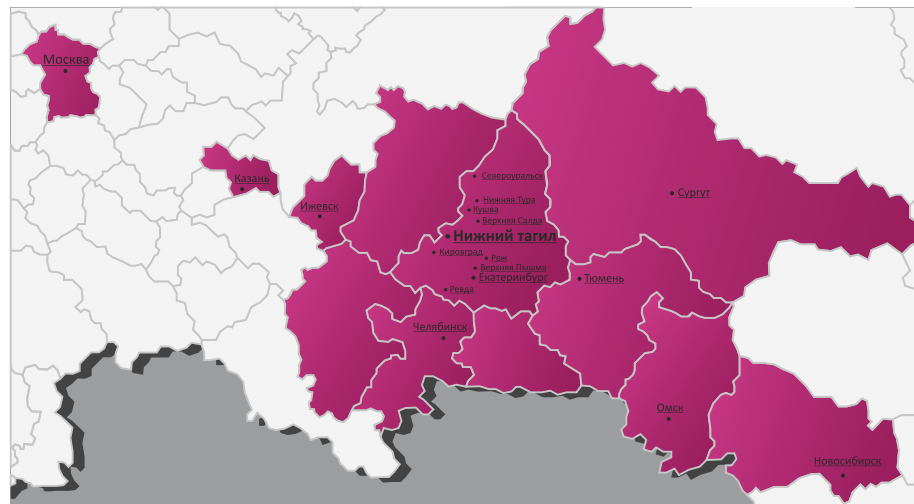 Москва
Казань
Североуральск
Ижевск
Нижняя Тура
Кушва
Верхняя Салда
Сургут
Нижний тагил
Кировград
Реж
Верхняя Пышма
Екатеринбург
Тюмень
Ревда
Челябинск
Омск
Новосибирск